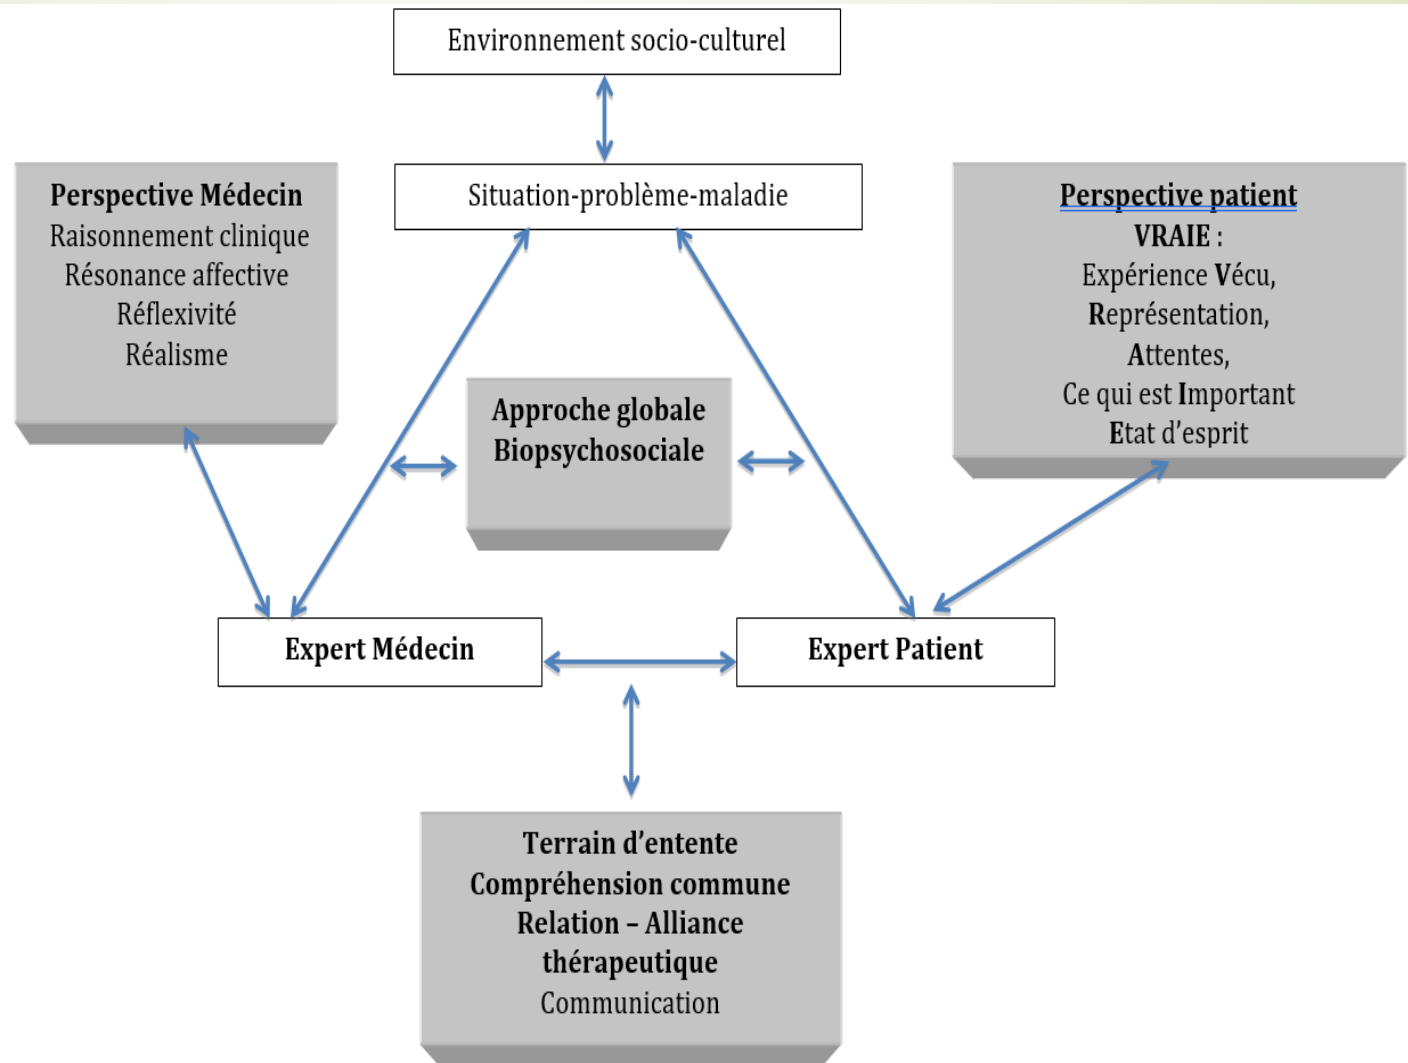 Environnement socio-culturel
Situation-problème-maladie
Perspective Médecin
Raisonnement clinique
Résonance affective
Réflexivité
Réalisme
Perspective patient
VRAIE :
Expérience Vécu,
Représentation,
Attentes,
Ce qui est Important
Etat d'esprit
Approche globale
Biopsychosociale
Expert Médecin
Expert Patient
Terrain d’entente
Compréhension commune
Relation – Alliance
thérapeutique
Communication